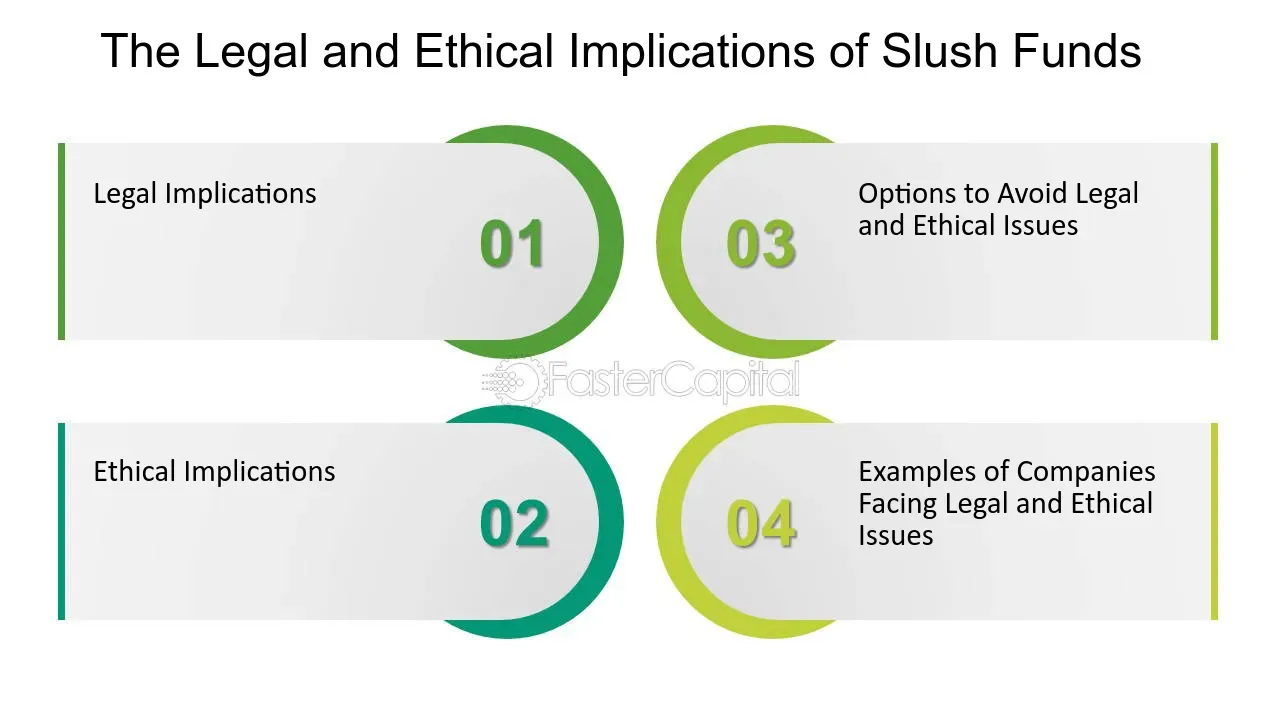 The Legal and Ethical Implications of Slush Funds
Legal Implications
01
Ethical Implications
02
03
Options to Avoid Legal
and Ethical Issues
04
Examples of Companies
Facing Legal and Ethical
Issues
FasterCapital